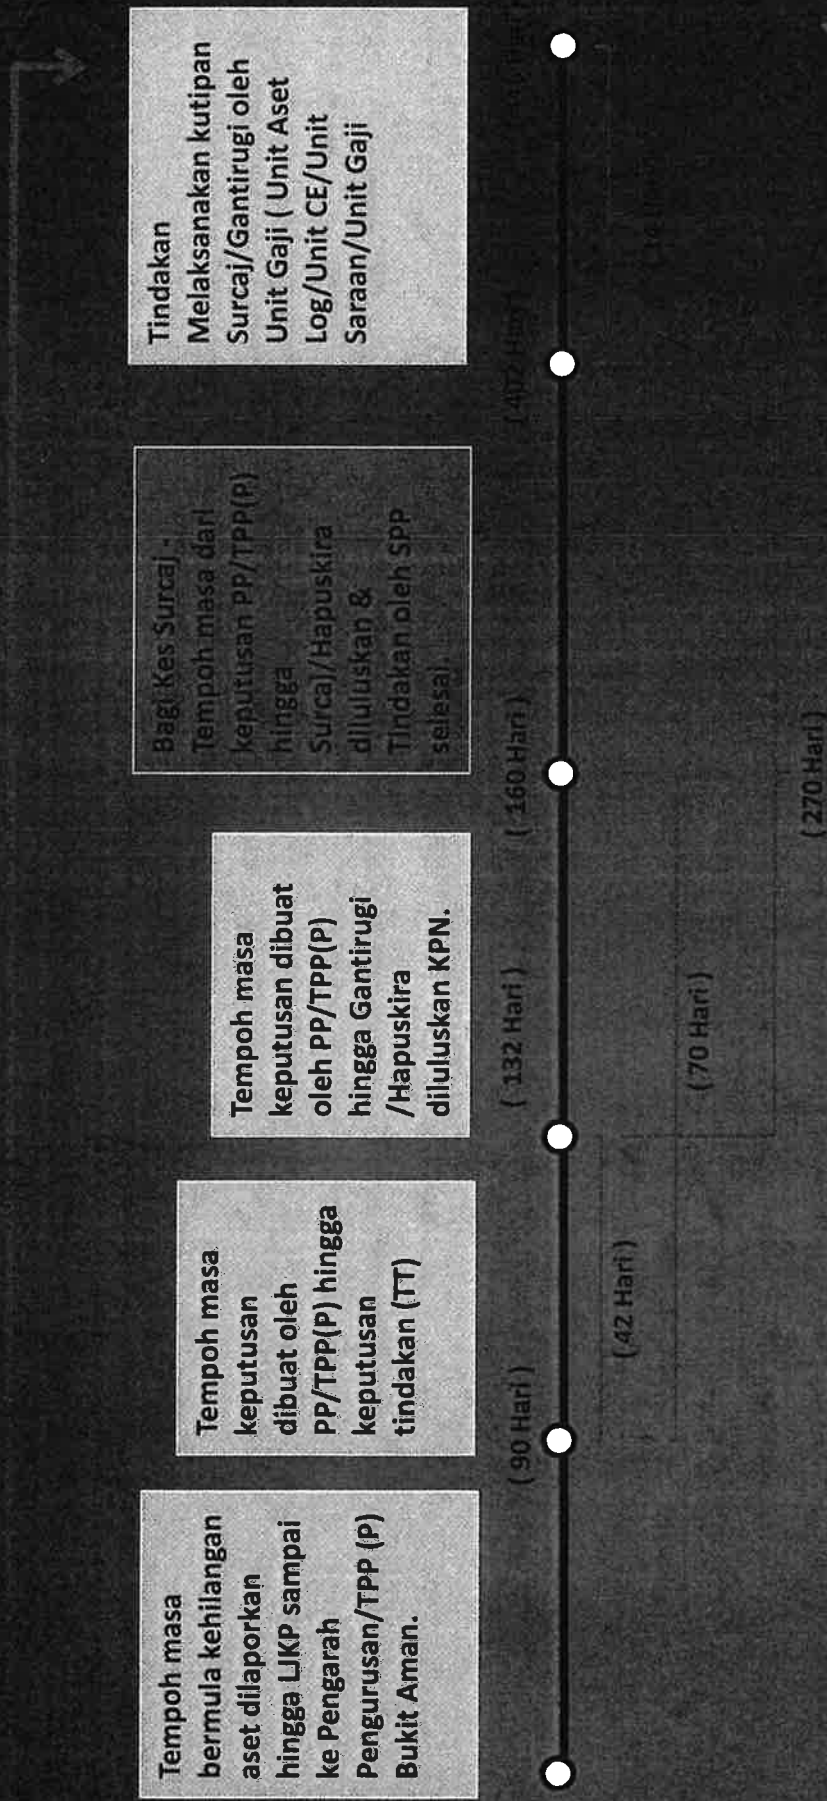 Tempoh masa
bermula kehilangan
aset dilaporkan
hingga LJKP sampai
ke Pengarah
Pengurusan/TPP (P)
Bukit Aman.
Tempoh masa
keputusan
dibuat oleh
PP/TPP(P) hingga
keputusan
tindakan (TT)
Tempoh masa
keputusan dibuat
oleh PP/TPP(P)
hingga Gantirugi
/Hapuskira
diluluskan KPN.
Bagi Kes Surcaj -
Tempoh masa dari
keputusan PP/TPP(P)
hingga
Surcaj/Hapuskira
diluluskan &
Tindakan oleh SPP
selesai.
Tindakan
Melaksanakan kutipan
Surcaj/Gantirugi oleh
Unit Gaji ( Unit Aset
Log/Unit CE/Unit
Saraan/Unit Gaji
( 90 Hari )
( 132 Hari )
( 160 Hari )
( 402 Hari )
( 42 Hari )
( 70 Hari )
( 270 Hari )